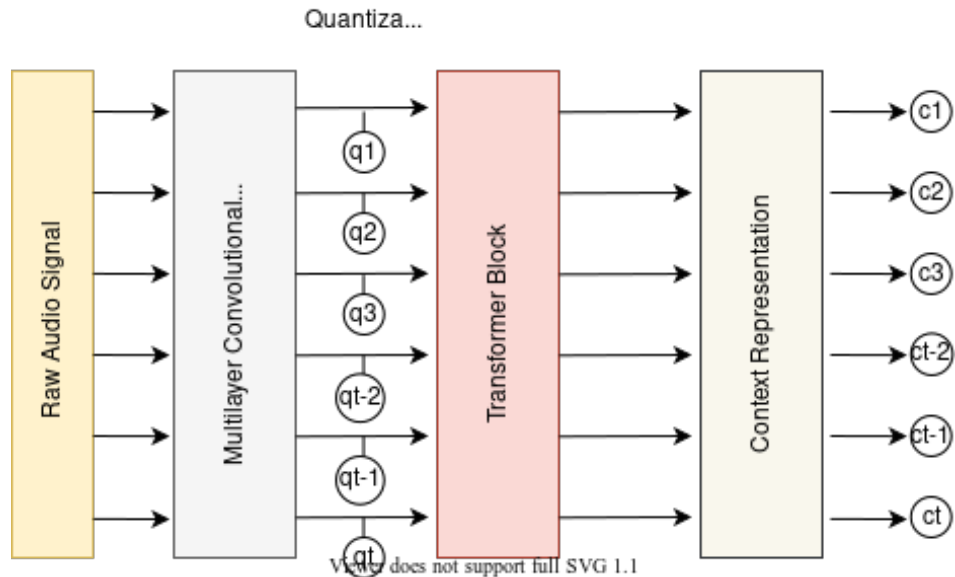 Quantiza...
Raw Audio Signal
Multilayer Convolutional...
q1
q2
q3
qt-2
qt-1
qt
Transformer Block
Context Representation
c1
c2
c3
ct-2
ct-1
ct
Viewer does not support full SVG 1.1